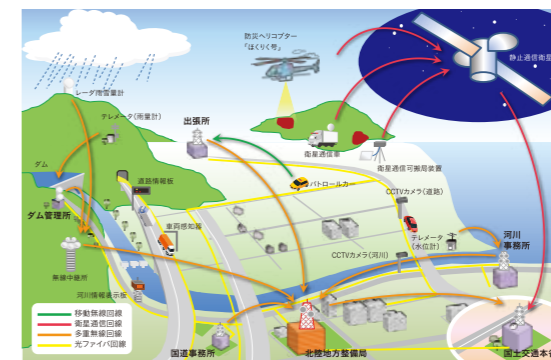 防災ヘリコプター
「ほくりく号」
静止通信衛星
レーダ雨雪量計
テレメータ(雨量計)
出張所
衛星通信車
衛星通信可搬局装置
ダム
道路情報板
パトロールカー
CCTVカメラ(道路)
ダム管理所
車両感知器
テレメータ
(水位計)
河川
事務所
CCTVカメラ(河川)
無線中継所
河川情報表示板
移動無線回線
衛星通信回線
多重無線回線
光ファイバ回線
国道事務所
北陸地方整備局
国土交通本省